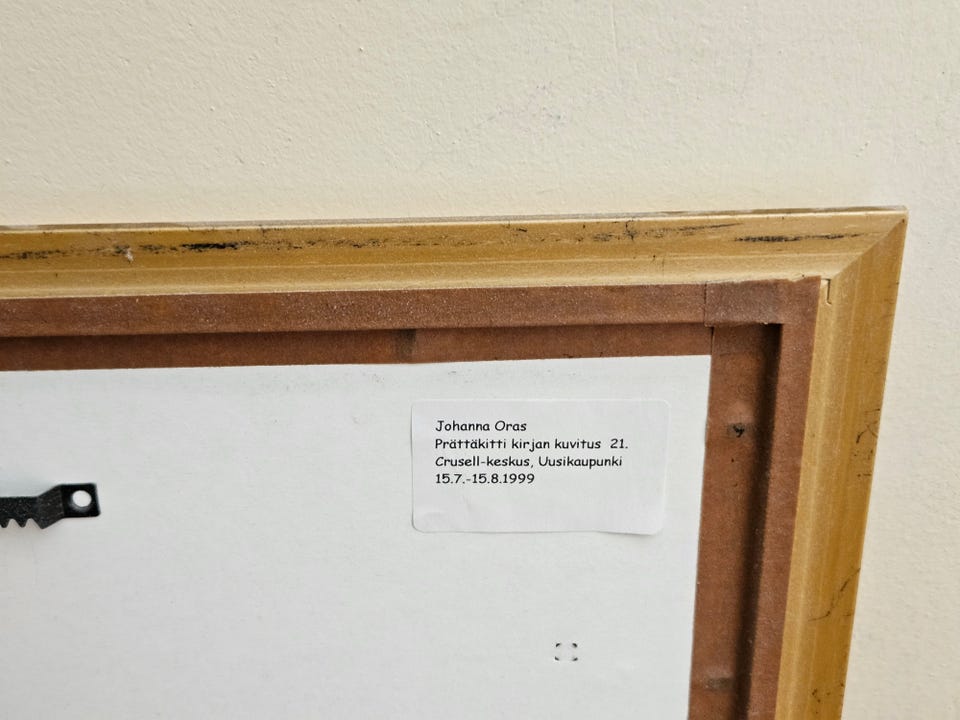 Johanna Oras
Prättäkitti kirjan kuvitus 21.
Crusell-keskus, Uusikaupunki
15.7.-15.8.1999